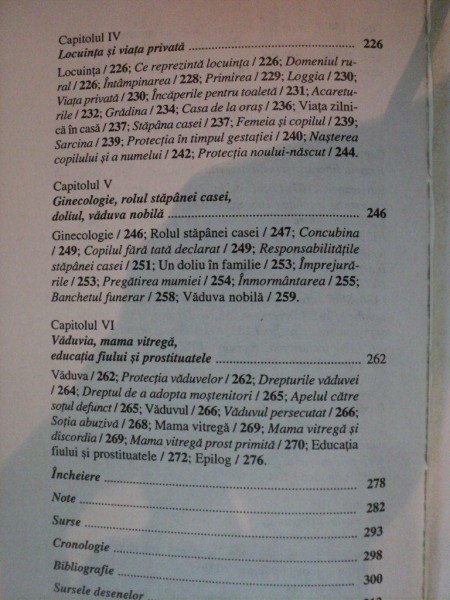 Capitolul IV
Locuința și viața privată ........................................ 226
Locuința / 226; Ce reprezintă locuința / 226; Domeniul ru-
ral / 226; Întâmpinarea / 228; Primirea / 229; Loggia / 230;
Viața privată / 230; Încăperile pentru toaletă / 231; Acaretu-
rile / 232; Grădina / 234; Casa de la oraș / 236; Viața zilni-
că în casă / 237; Stăpâna casei / 237; Femeia și copilul / 239;
Sarcina / 239; Protecția în timpul gestației / 240; Nașterea
copilului și a numelui / 242; Protecția noului-născut / 244.
Capitolul V
Ginecologie, rolul stăpânei casei,
doliul, văduva nobilă ........................................ 246
Ginecologie / 246; Rolul stăpânei casei / 247; Concubina
/ 249; Copilul fără tată declarat / 249; Responsabilitățile
stăpânei casei / 251; Un doliu în familie / 253; Împrejură-
rile / 253; Pregătirea mumiei / 254; Înmormântarea / 255;
Banchetul funerar / 258; Văduva nobilă / 259.
Capitolul VI
Văduvia, mama vitregă,
educația fiului și prostituatele ........................................ 262
Văduva / 262; Protecția văduvelor / 262; Drepturile văduvei
/ 264; Dreptul de a adopta moștenitori / 265; Apelul către
soțul defunct / 265; Văduvul / 266; Văduvul persecutat / 266;
Soția abuzivă / 268; Mama vitregă / 269; Mama vitregă și
discordia / 269; Mama vitregă prost primită / 270; Educația
fiului și prostituatele / 272; Epilog / 276.
Încheiere ........................................ 278
Note ........................................ 282
Surse ........................................ 293
Cronologie ........................................ 298
Bibliografie ........................................ 300
Sursele desenelor